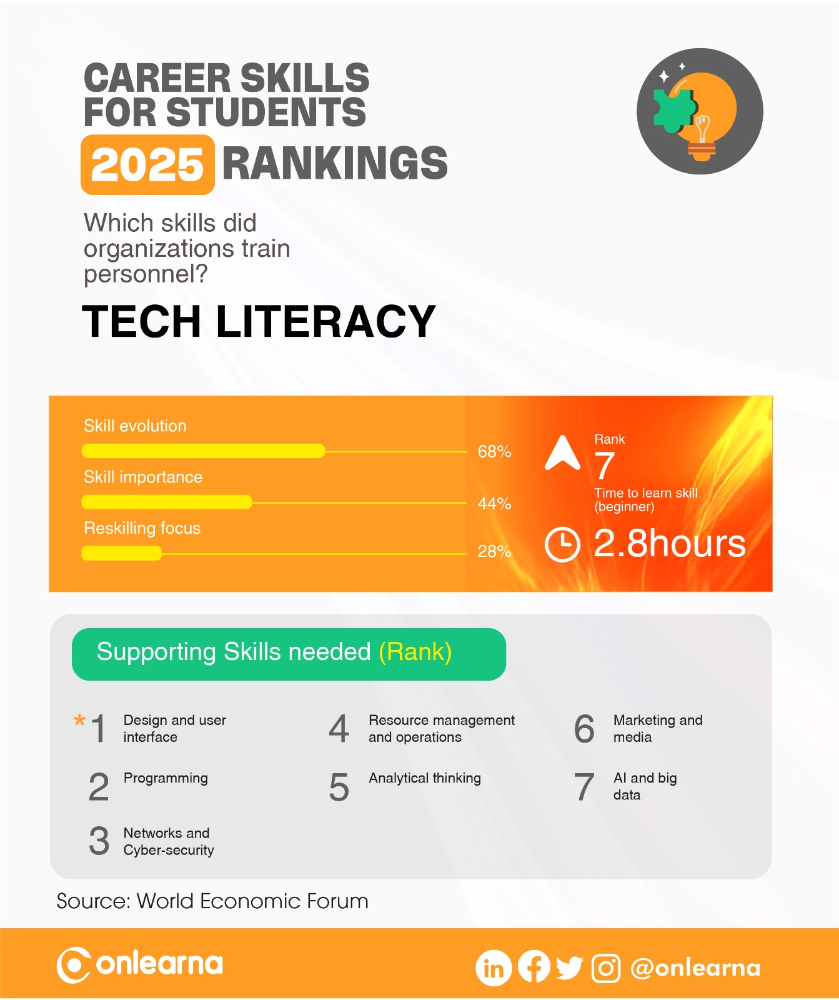 CAREER SKILLS
FOR STUDENTS
2025 RANKINGS
Which skills did
organizations train
personnel?
TECH LITERACY
Skill evolution
68%
Skill importance
44%
Reskilling focus
28%
Rank
7
Time to learn skill
(beginner)
2.8hours
Supporting Skills needed (Rank)
*1 Design and user
interface
2 Programming
3 Networks and
Cyber-security
4 Resource management
and operations
5 Analytical thinking
6 Marketing and
media
7 AI and big
data
Source: World Economic Forum
onlearna
@onlearna